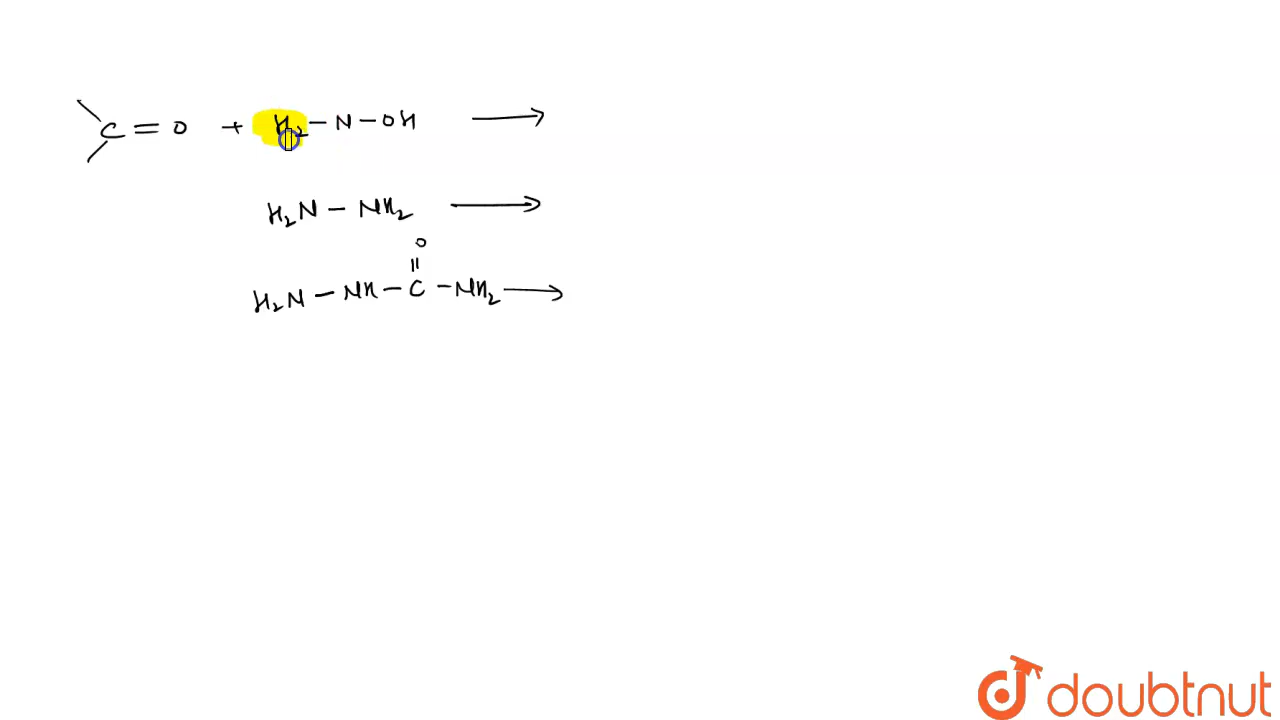 C = O + H2 - N - OH →
H2N - NH2 →
O
||
H2N - NH - C - NH2 →
doubtnut